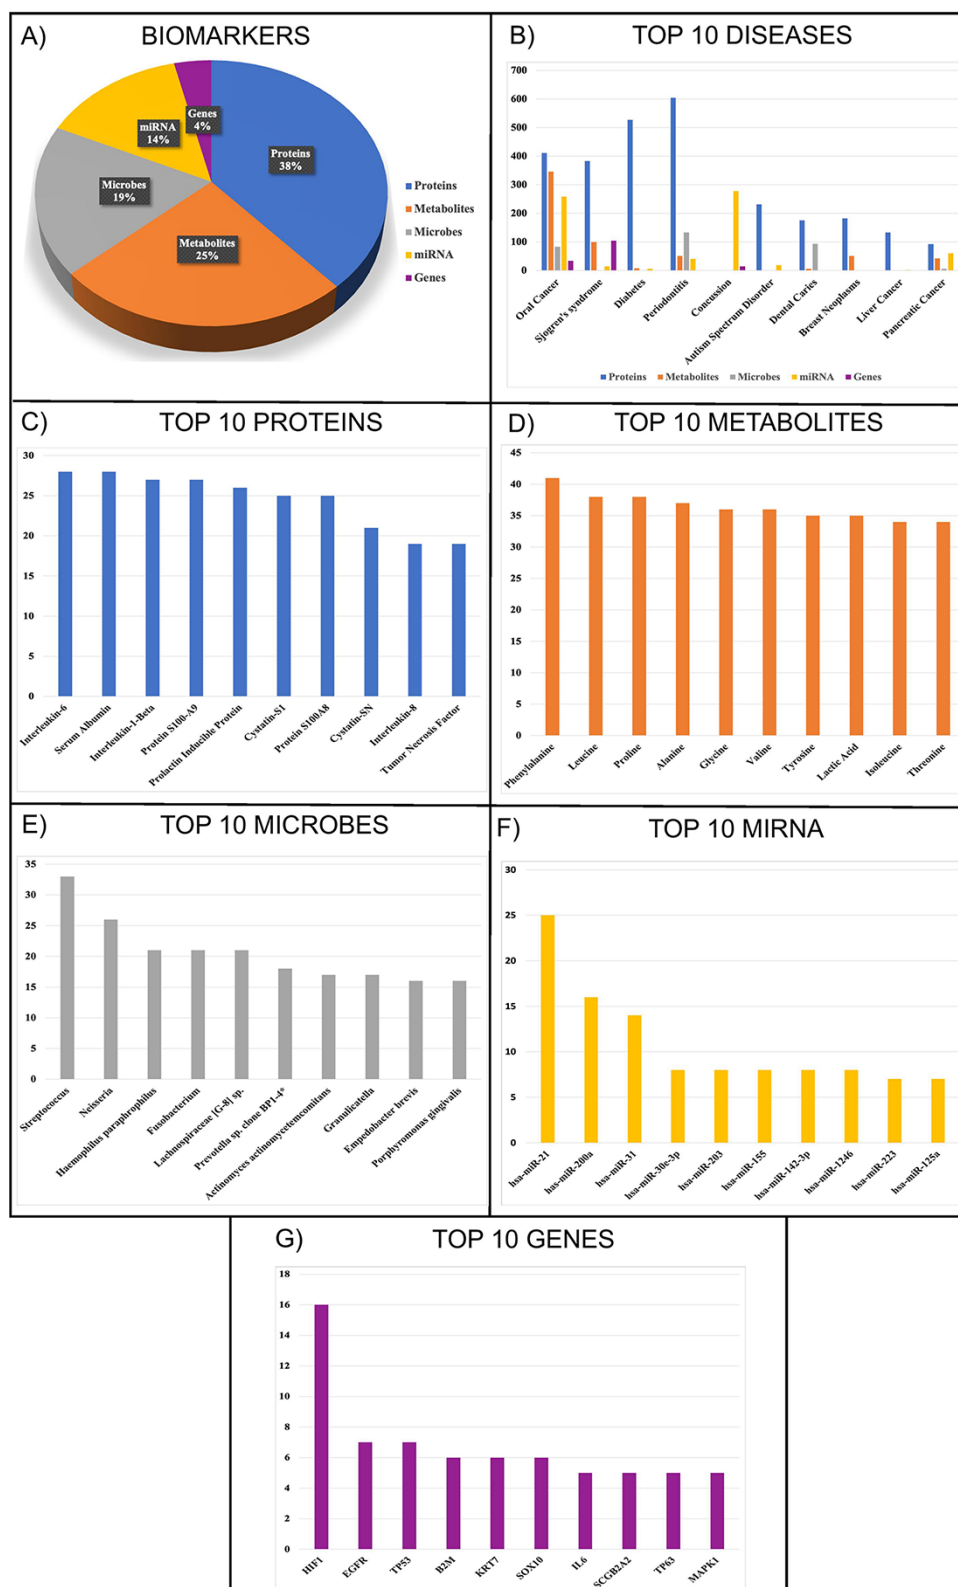 A) BIOMARKERS
Genes
4%
miRNA
14%
Proteins
38%
Microbes
19%
Metabolites
25%
Proteins
Metabolites
Microbes
miRNA
Genes
B) TOP 10 DISEASES
700
600
500
400
300
200
100
0
Oral Cancer
Sjogren's syndrome
Diabetes
Periodontitis
Concussion
Autism Spectrum Disorder
Dental Caries
Breast Neoplasms
Liver Cancer
Pancreatic Cancer
Proteins Metabolites Microbes miRNA Genes
C) TOP 10 PROTEINS
30
25
20
15
10
5
0
Interleukin-6
Serum Albumin
Interleukin-1-Beta
Protein S100-A9
Prolactin Inducible Protein
Cystatin-S1
Protein S100A8
Cystatin-SN
Interleukin-8
Tumor Necrosis Factor
D) TOP 10 METABOLITES
45
40
35
30
25
20
15
10
5
0
Phenylalanine
Leucine
Proline
Alanine
Glycine
Valine
Tyrosine
Lactic Acid
Isoleucine
Threonine
E) TOP 10 MICROBES
35
30
25
20
15
10
5
0
Streptococcus
Neisseria
Haemophilus paraphrophilus
Fusobacterium
Lachnospiraceae [G-8] sp.
Prevotella sp. clone BP1-4*
Actinomyces actinomycetemcomitans
Granulicatella
Empedobacter brevis
Porphyromonas gingivalis
F) TOP 10 MIRNA
30
25
20
15
10
5
0
hsa-miR-21
has-miR-200a
hsa-miR-31
hsa-miR-30e-3p
hsa-miR-203
hsa-miR-155
hsa-miR-142-3p
hsa-miR-1246
hsa-miR-223
hsa-miR-125a
G) TOP 10 GENES
18
16
14
12
10
8
6
4
2
0
HIF1
EGFR
TP53
B2M
KRT7
SOX10
IL6
SCGB2A2
TP63
MAPK1